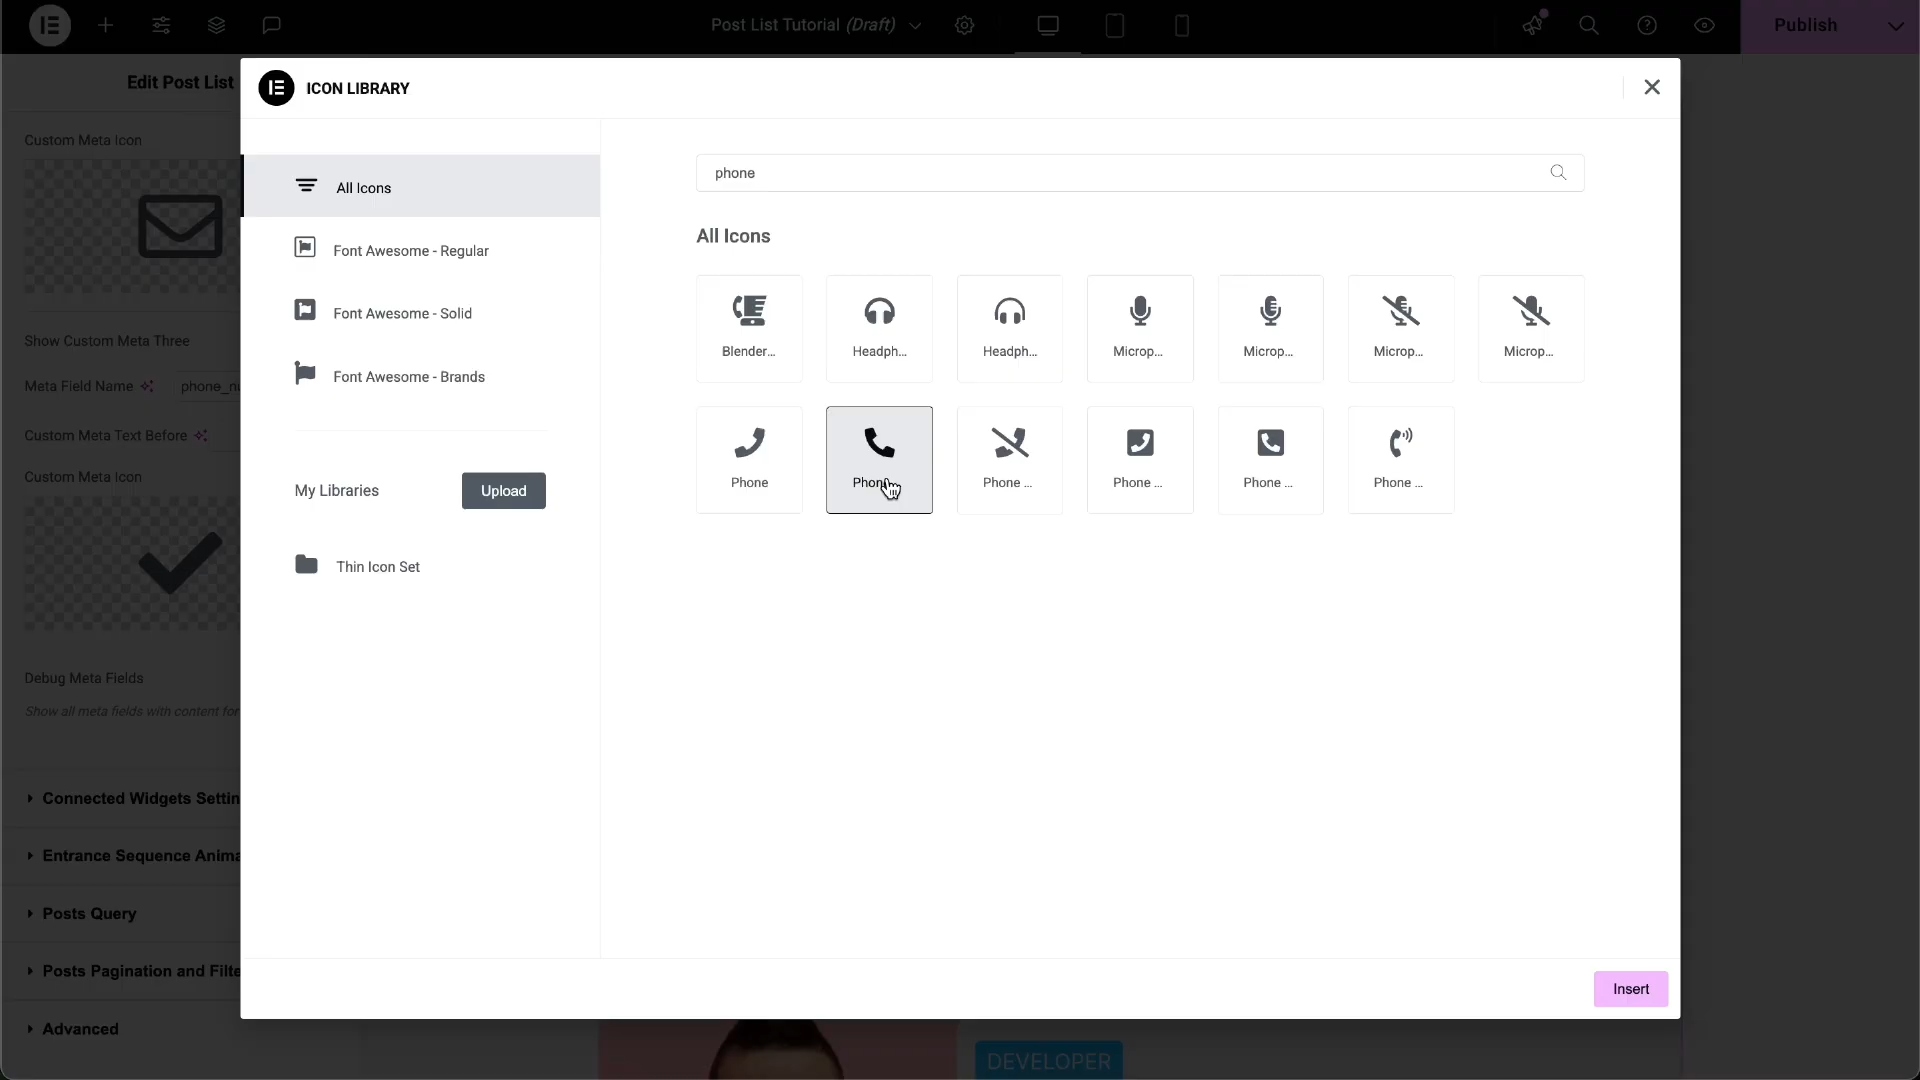 Post List Tutorial (Draft)
Publish
Edit Post List
ICON LIBRARY
Custom Meta Icon
Show Custom Meta Three
Meta Field Name
phone_nu
Custom Meta Text Before
Custom Meta Icon
Debug Meta Fields
Show all meta fields with content for
Connected Widgets Settin
Entrance Sequence Anima
Posts Query
Posts Pagination and Filte
Advanced
All Icons
Font Awesome - Regular
Font Awesome - Solid
Font Awesome - Brands
My Libraries
Upload
Thin Icon Set
phone
All Icons
Blender...
Headph...
Headph...
Microp...
Microp...
Microp...
Microp...
Phone
Phone
Phone ...
Phone ...
Phone ...
Phone ...
Insert
DEVELOPER